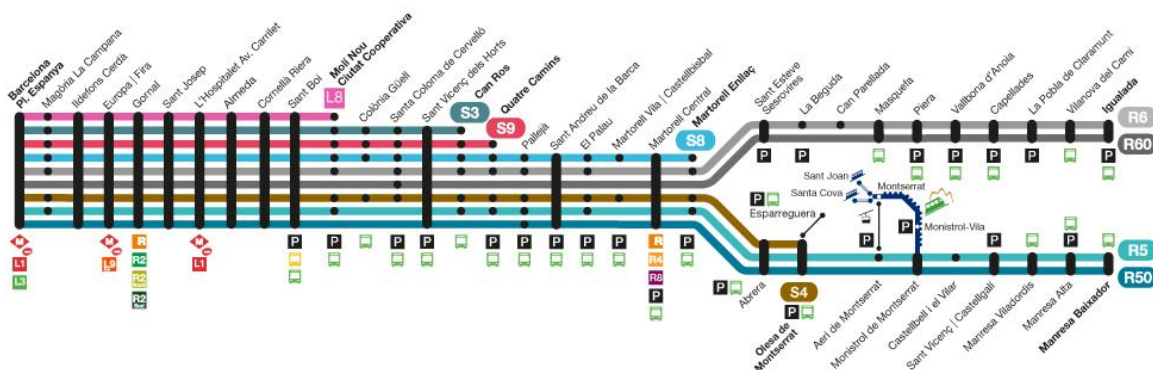 Barcelona
Pl. Espanya
Magòria La Campana
Ildefons Cerdà
Europa | Fira
Gornal
Sant Josep
L'Hospitalet Av. Carrilet
Almeda
Cornellà Riera
Sant Boi
Molí Nou
Ciutat Cooperativa
L8
Colònia Güell
Santa Coloma de Cervelló
Sant Vicenç dels Horts
Can Ros
S3
Quatre Camins
S9
Pallejà
Sant Andreu de la Barca
El Palau
Martorell Vila | Castellbisbal
Martorell Central
Martorell Enllaç
S8
Sant Esteve
Sesrovires
La Beguda
Can Parellada
Masquefa
Piera
Vallbona d'Anoia
Capellades
La Pobla de Claramunt
Vilanova del Camí
Igualada
R6
R60
P P P P P P P
Sant Joan
Santa Cova
Montserrat
Monistrol-Vila
P
P
P
Esparreguera
P
P
R5
R50
M
L1
L3
M
L9
R
R2
R2
R2
M
L1
P P P P P P P P P P
R
R4
R8
P
P
P
Abrera
S4
P
Olesa de
Montserrat
Aeri de Montserrat
Monistrol de Montserrat
Castellbell i el Vilar
Sant Vicenç | Castellgalí
Manresa Viladordis
Manresa Alta
Manresa Baixador